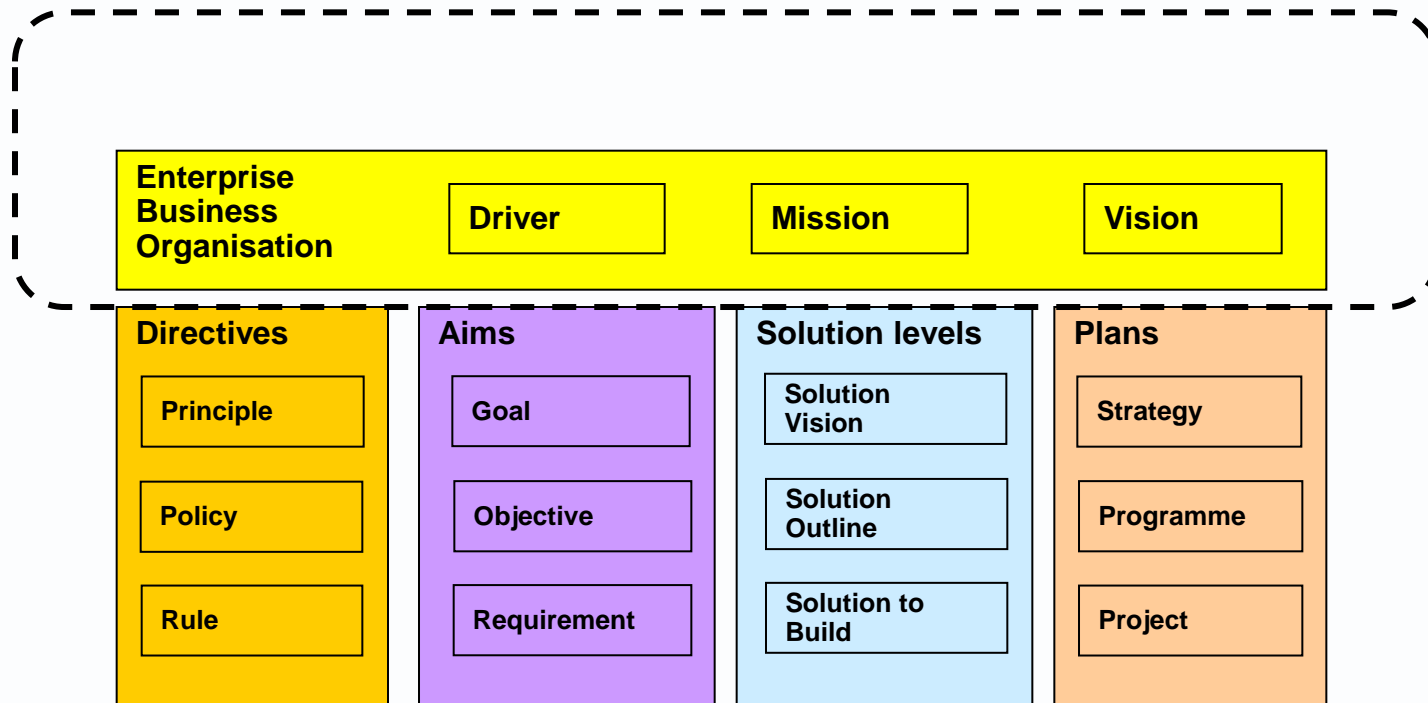 Enterprise
Business
Organisation
Driver
Mission
Vision
Directives
Principle
Policy
Rule
Aims
Goal
Objective
Requirement
Solution levels
Solution
Vision
Solution
Outline
Solution to
Build
Plans
Strategy
Programme
Project